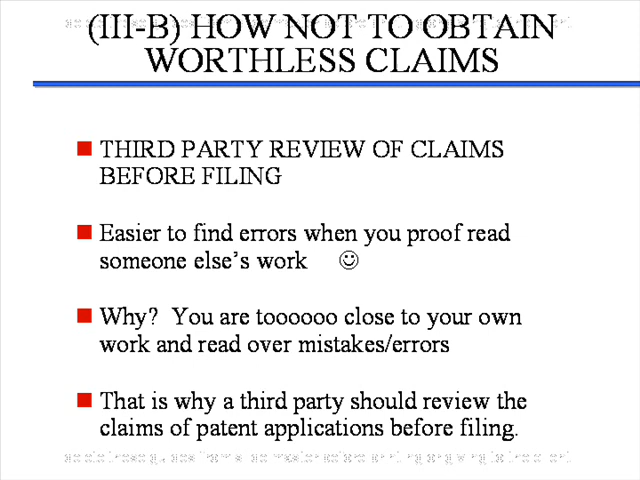 (III-B) HOW NOT TO OBTAIN
WORTHLESS CLAIMS
THIRD PARTY REVIEW OF CLAIMS
BEFORE FILING
Easier to find errors when you proof read
someone else’s work ☺
Why? You are toooooo close to your own
work and read over mistakes/errors
That is why a third party should review the
claims of patent applications before filing.